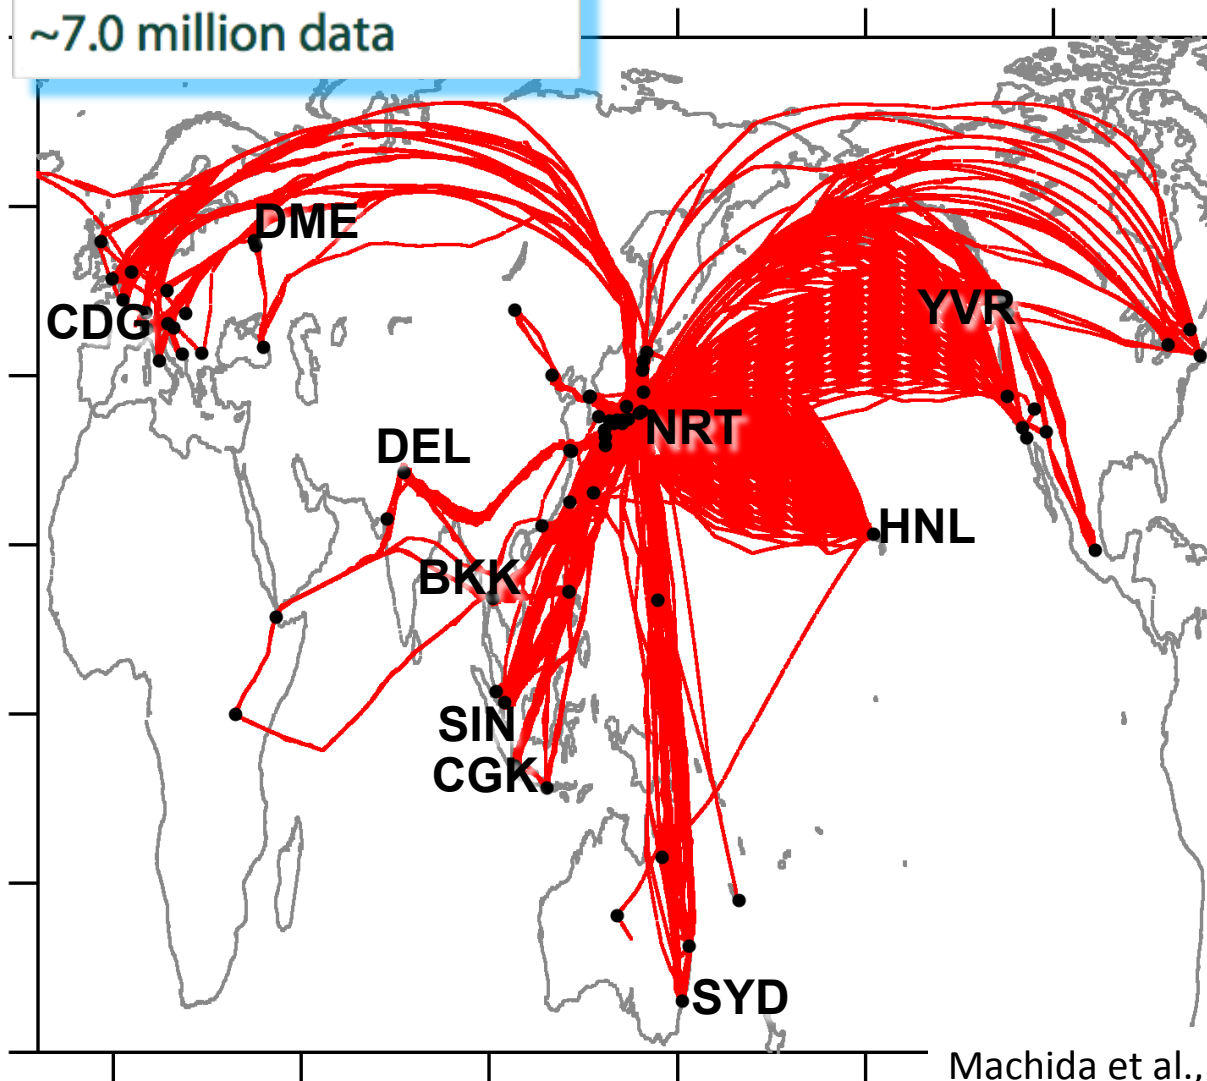 ~7.0 million data
DME
CDG
YVR
NRT
DEL
HNL
BKK
SIN
CGK
SYD
Machida et al.,